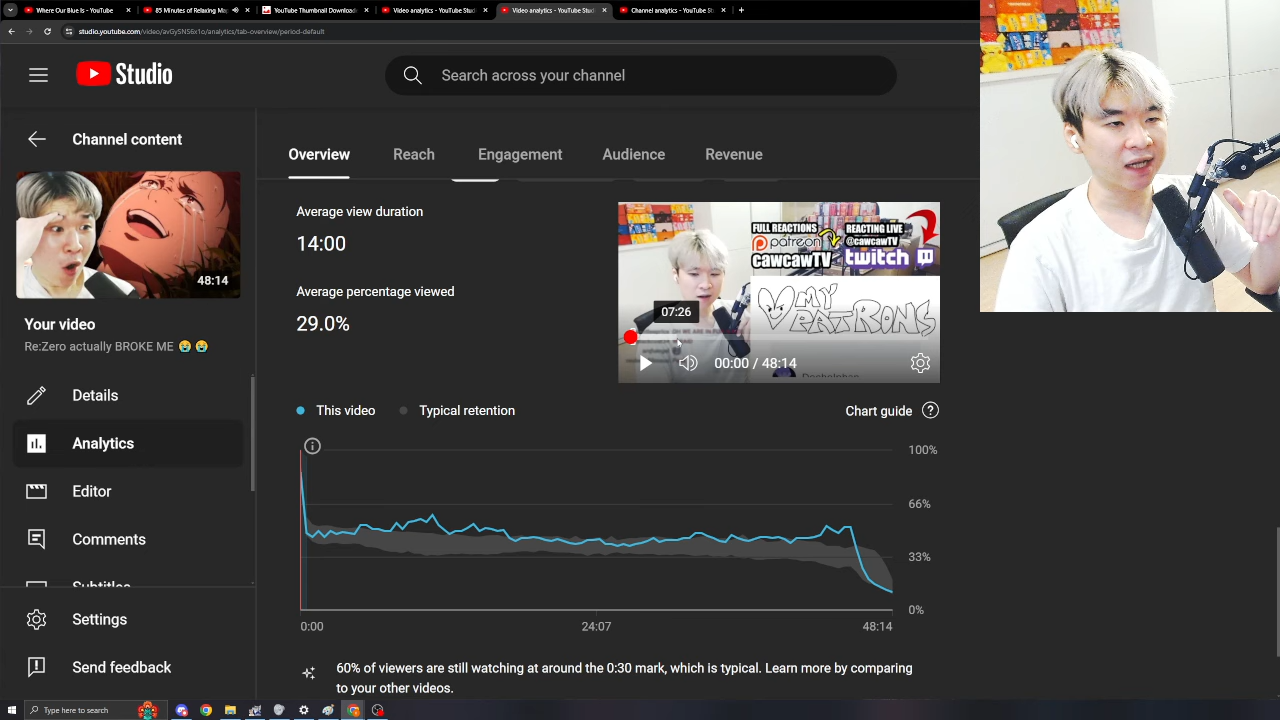 Where Our Blue Is - YouTube
85 Minutes of Relaxing Ma
YouTube Thumbnail Download
Video analytics - YouTube Stud
Video analytics - YouTube Stud
Channel analytics - YouTube St
studio.youtube.com/video/avGySNS6x1o/analytics/tab-overview/period-default
Studio
Search across your channel
Channel content
48:14
Your video
Re:Zero actually BROKE ME 😭 😭
Details
Analytics
Editor
Comments
Subtitles
Settings
Send feedback
Overview
Reach
Engagement
Audience
Revenue
Average view duration
14:00
Average percentage viewed
29.0%
FULL REACTIONS
patreon
cawcawTV
REACTING LIVE
@cawcawTV
twitch
MY
PATRONS
07:26
00:00 / 48:14
This video
Typical retention
Chart guide
100%
66%
33%
0%
0:00
24:07
48:14
60% of viewers are still watching at around the 0:30 mark, which is typical. Learn more by comparing
to your other videos.
Type here to search